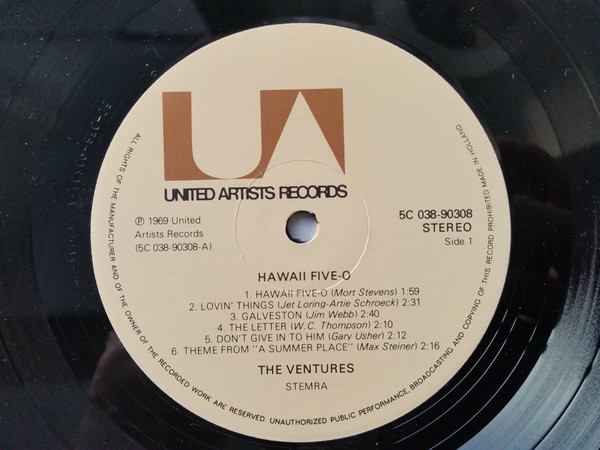 UA
UNITED ARTISTS RECORDS
℗ 1969 United
Artists Records
(5C 038-90308-A)
5C 038-90308
STEREO
Side 1
HAWAII FIVE-O
1. HAWAII FIVE-O (Mort Stevens) 1:59
2. LOVIN' THINGS (Jet Loring-Artie Schroeck) 2:31
3. GALVESTON (Jim Webb) 2:40
4. THE LETTER (W.C. Thompson) 2:10
5. DON'T GIVE IN TO HIM (Gary Usher) 2:12
6. THEME FROM "A SUMMER PLACE" (Max Steiner) 2:16
THE VENTURES
STEMRA
ALL RIGHTS OF THE MANUFACTURER AND OF THE OWNER OF THE RECORDED WORK ARE RESERVED. UNAUTHORIZED PUBLIC PERFORMANCE, BROADCASTING AND COPYING OF THIS RECORD PROHIBITED MADE IN HOLLAND